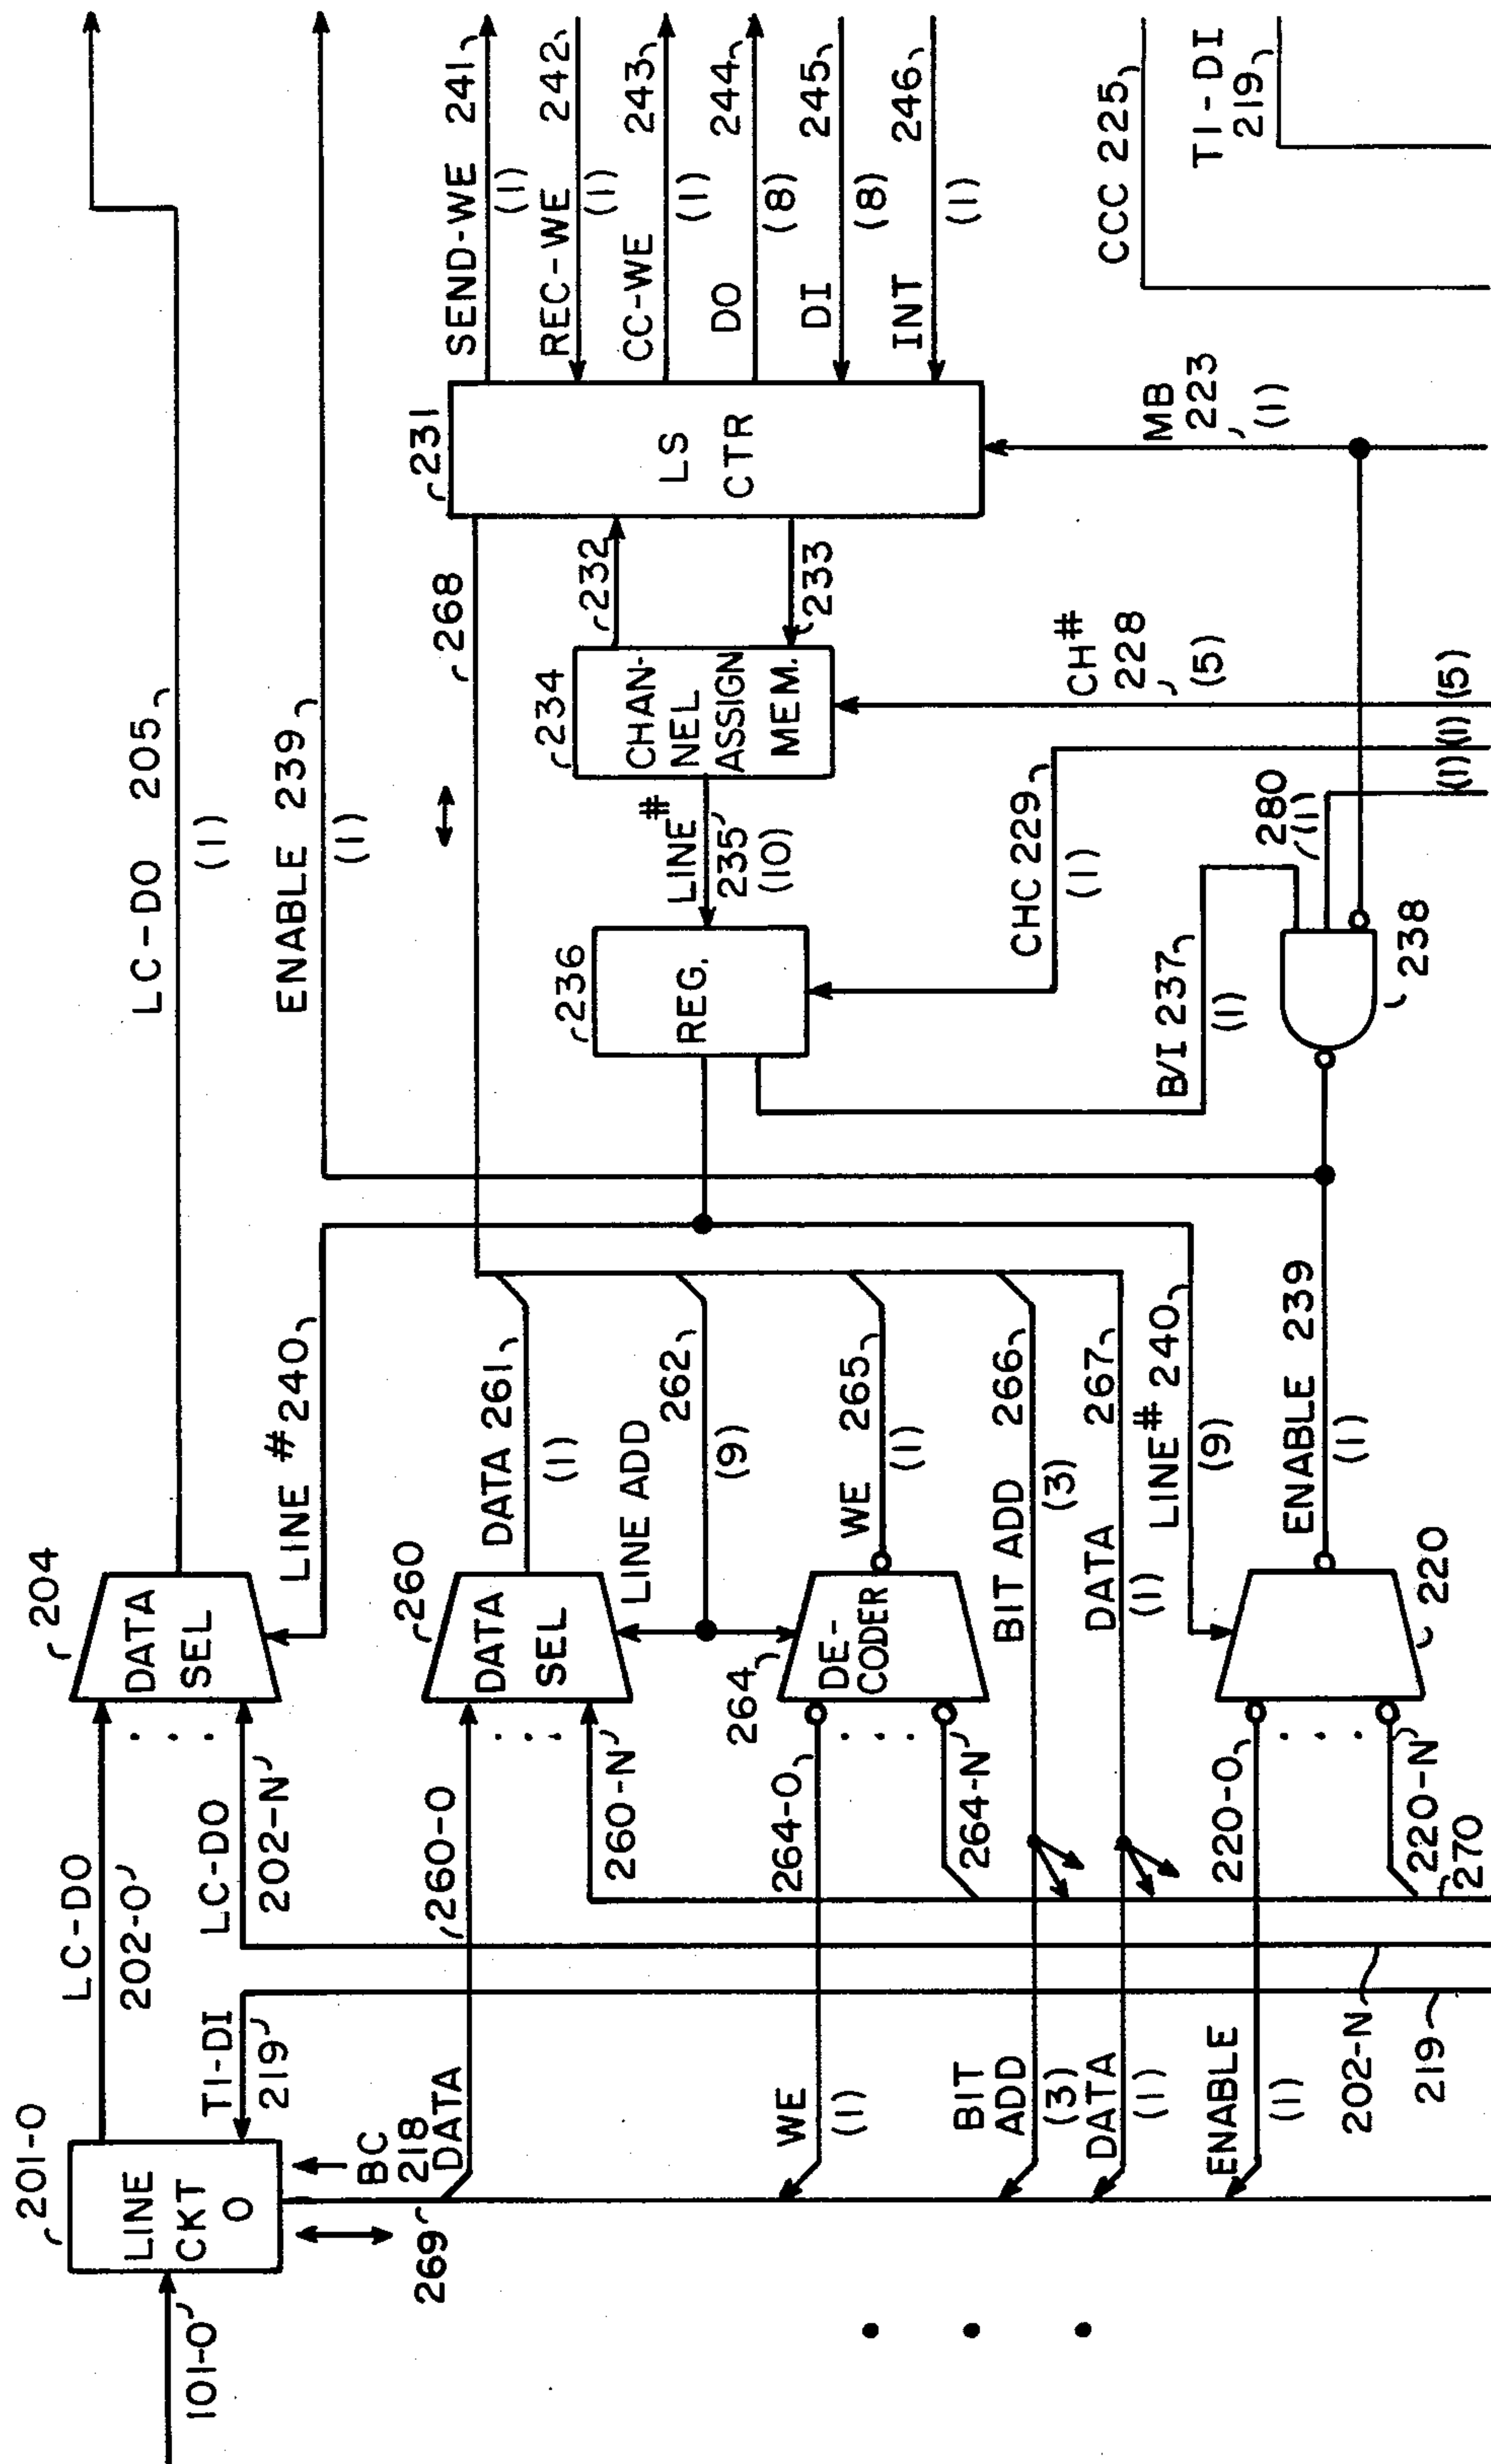 101-0
201-0
LINE
CKT
0
LC-DO
202-0
TI-DI
219
BC
218
269
DATA
LC-DO
202-N
204
DATA
SEL
LINE #240
LC-DO 205
(1)
ENABLE 239
(1)
260-0
260-N
260
DATA
SEL
DATA 261
(1)
LINE ADD
262
(9)
WE
(1)
264-0
264-N
264
DE-
CODER
WE 265
(1)
BIT
ADD
(3)
BIT ADD 266
(3)
DATA
(1)
DATA 267
(1)
LINE# 240
(9)
ENABLE
(1)
220-0
220-N
270
220
ENABLE 239
(1)
202-N
219
268
236
REG.
LINE#
235
(10)
234
CHAN-
NEL
ASSIGN
MEM.
232
233
231
LS
CTR
SEND-WE 241
(1)
REC-WE 242
(1)
CC-WE 243
(1)
DO 244
(8)
DI 245
(8)
INT 246
(1)
B/I 237
(1)
CHC 229
(1)
CH#
228
(5)
MB
223
(1)
280
(1)
238
(1)
(1)
(5)
CCC 225
TI-DI
219